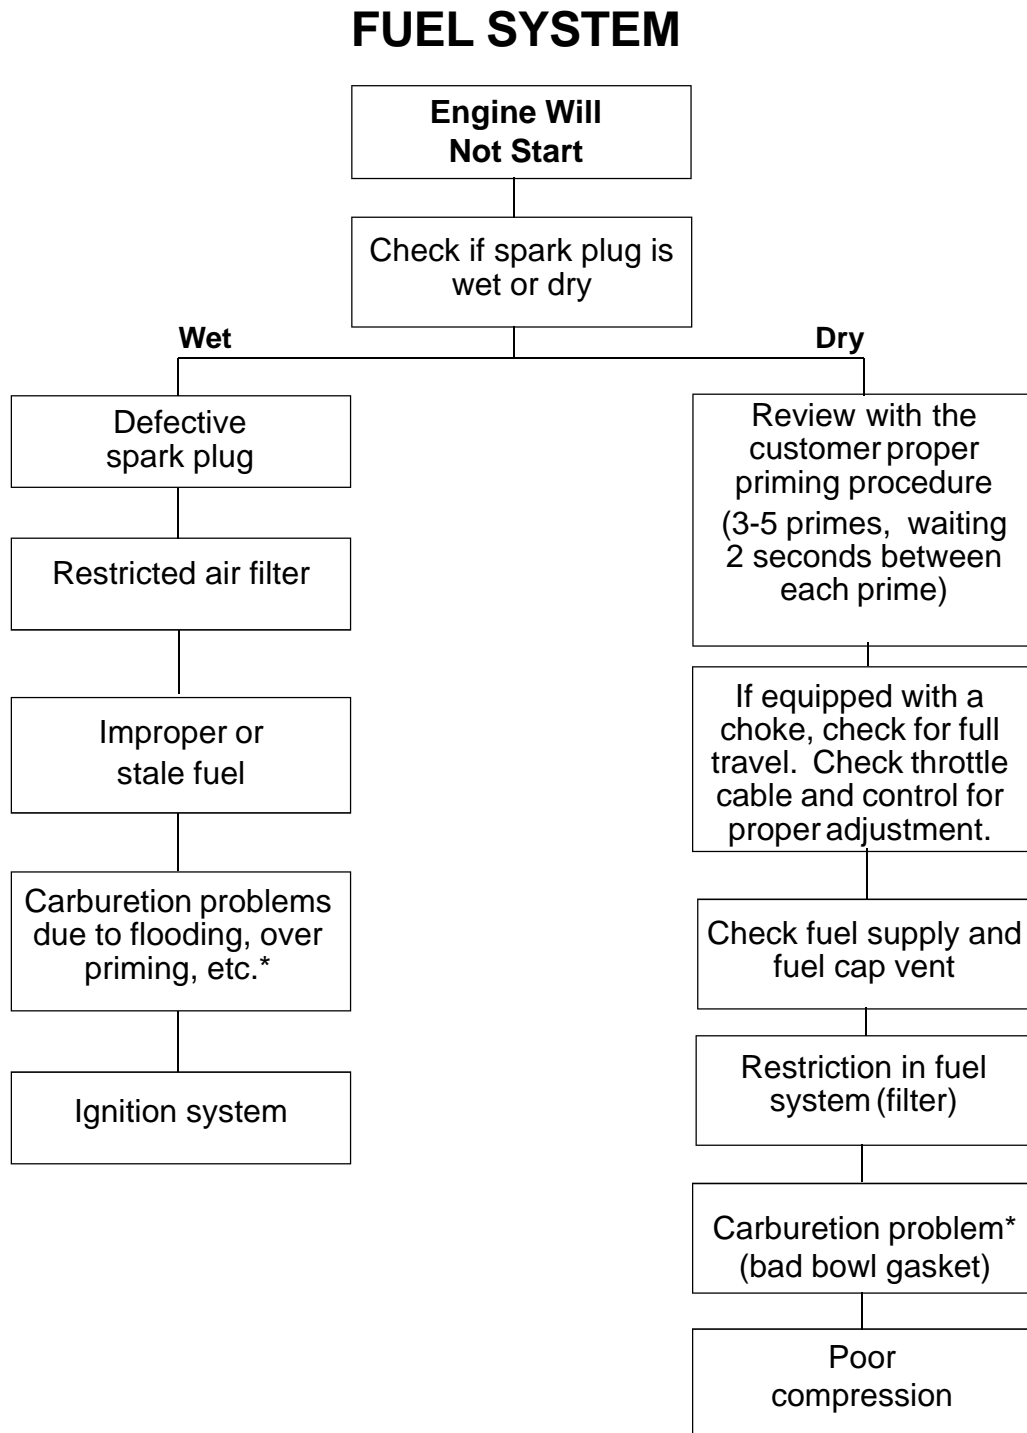 FUEL SYSTEM
Engine Will
Not Start
Check if spark plug is
wet or dry
Wet
Defective
spark plug
Restricted air filter
Improper or
stale fuel
Carburetion problems
due to flooding, over
priming, etc.*
Ignition system
Dry
Review with the
customer proper
priming procedure
(3-5 primes, waiting
2 seconds between
each prime)
If equipped with a
choke, check for full
travel. Check throttle
cable and control for
proper adjustment.
Check fuel supply and
fuel cap vent
Restriction in fuel
system (filter)
Carburetion problem*
(bad bowl gasket)
Poor
compression